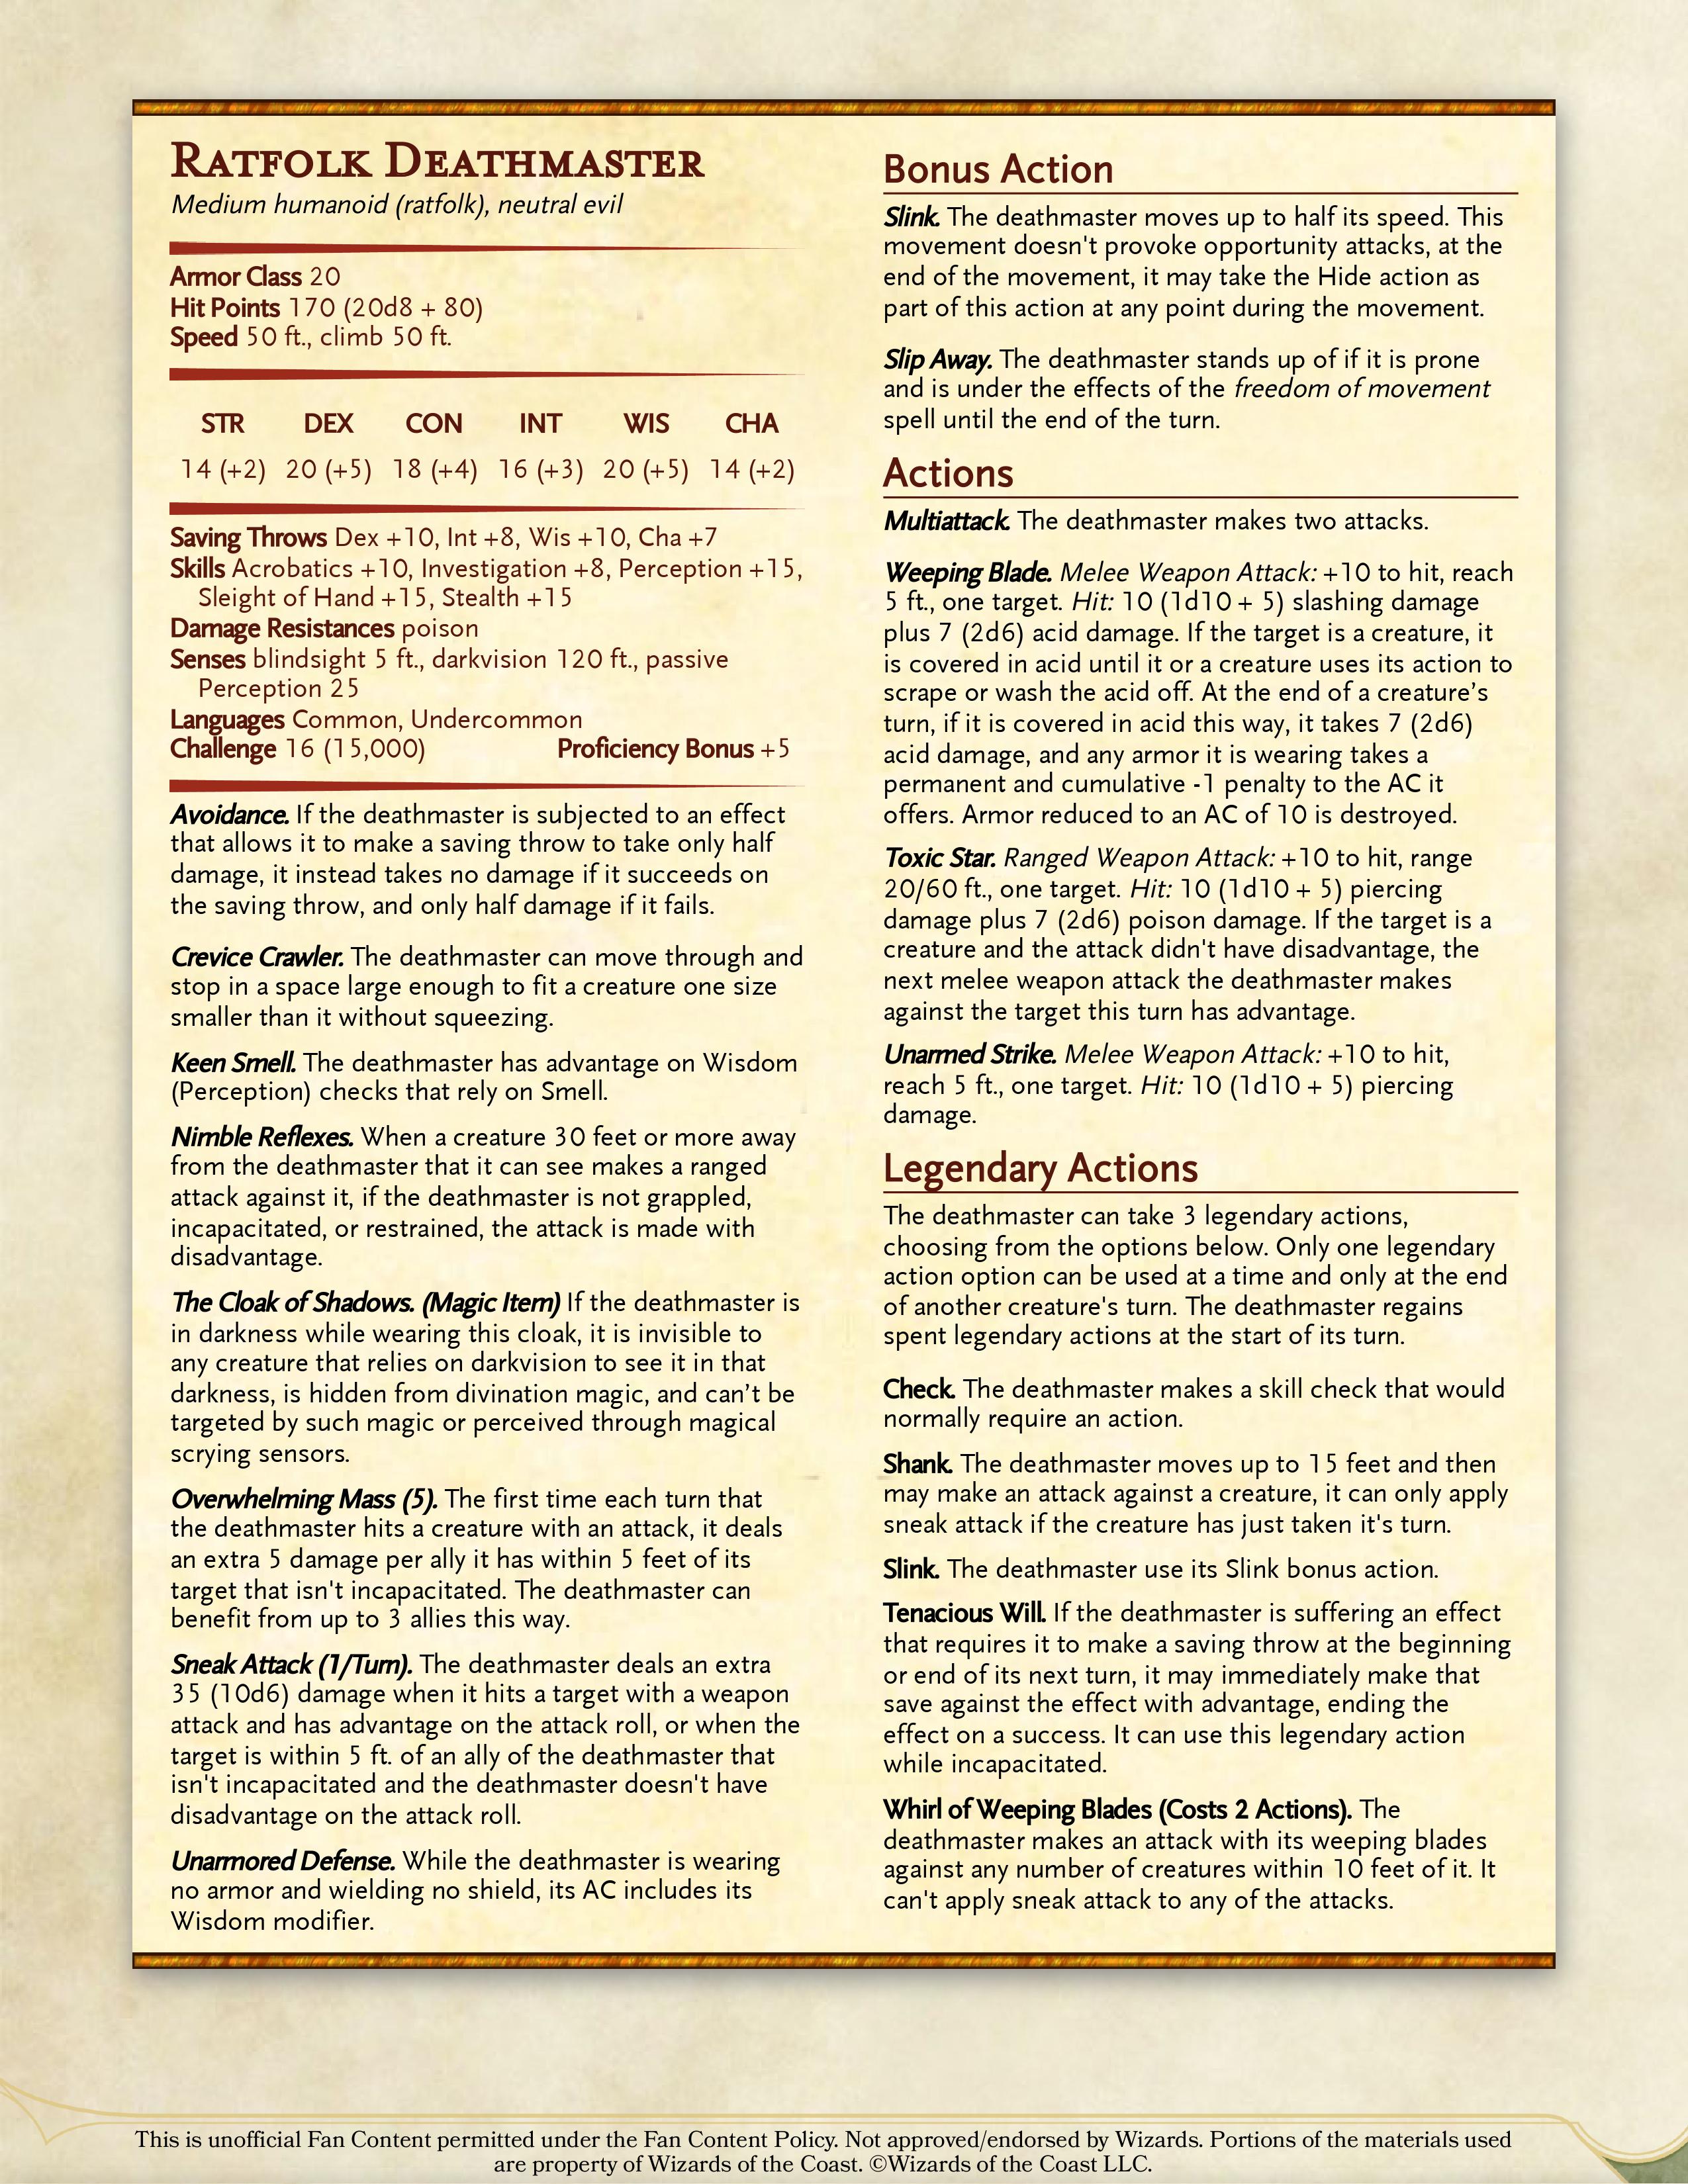 Ratfolk Deathmaster
Medium humanoid (ratfolk), neutral evil
Armor Class 20
Hit Points 170 (20d8 + 80)
Speed 50 ft., climb 50 ft.
STR DEX CON INT WIS CHA
14 (+2) 20 (+5) 18 (+4) 16 (+3) 20 (+5) 14 (+2)
Saving Throws Dex +10, Int +8, Wis +10, Cha +7
Skills Acrobatics +10, Investigation +8, Perception +15,
Sleight of Hand +15, Stealth +15
Damage Resistances poison
Senses blindsight 5 ft., darkvision 120 ft., passive
Perception 25
Languages Common, Undercommon
Challenge 16 (15,000) Proficiency Bonus +5
Avoidance. If the deathmaster is subjected to an effect
that allows it to make a saving throw to take only half
damage, it instead takes no damage if it succeeds on
the saving throw, and only half damage if it fails.
Crevice Crawler. The deathmaster can move through and
stop in a space large enough to fit a creature one size
smaller than it without squeezing.
Keen Smell. The deathmaster has advantage on Wisdom
(Perception) checks that rely on Smell.
Nimble Reflexes. When a creature 30 feet or more away
from the deathmaster that it can see makes a ranged
attack against it, if the deathmaster is not grappled,
incapacitated, or restrained, the attack is made with
disadvantage.
The Cloak of Shadows. (Magic Item) If the deathmaster is
in darkness while wearing this cloak, it is invisible to
any creature that relies on darkvision to see it in that
darkness, is hidden from divination magic, and can’t be
targeted by such magic or perceived through magical
scrying sensors.
Overwhelming Mass (5). The first time each turn that
the deathmaster hits a creature with an attack, it deals
an extra 5 damage per ally it has within 5 feet of its
target that isn't incapacitated. The deathmaster can
benefit from up to 3 allies this way.
Sneak Attack (1/Turn). The deathmaster deals an extra
35 (10d6) damage when it hits a target with a weapon
attack and has advantage on the attack roll, or when the
target is within 5 ft. of an ally of the deathmaster that
isn't incapacitated and the deathmaster doesn't have
disadvantage on the attack roll.
Unarmored Defense. While the deathmaster is wearing
no armor and wielding no shield, its AC includes its
Wisdom modifier.
Bonus Action
Slink. The deathmaster moves up to half its speed. This
movement doesn't provoke opportunity attacks, at the
end of the movement, it may take the Hide action as
part of this action at any point during the movement.
Slip Away. The deathmaster stands up of if it is prone
and is under the effects of the freedom of movement
spell until the end of the turn.
Actions
Multiattack. The deathmaster makes two attacks.
Weeping Blade. Melee Weapon Attack: +10 to hit, reach
5 ft., one target. Hit: 10 (1d10 + 5) slashing damage
plus 7 (2d6) acid damage. If the target is a creature, it
is covered in acid until it or a creature uses its action to
scrape or wash the acid off. At the end of a creature’s
turn, if it is covered in acid this way, it takes 7 (2d6)
acid damage, and any armor it is wearing takes a
permanent and cumulative -1 penalty to the AC it
offers. Armor reduced to an AC of 10 is destroyed.
Toxic Star. Ranged Weapon Attack: +10 to hit, range
20/60 ft., one target. Hit: 10 (1d10 + 5) piercing
damage plus 7 (2d6) poison damage. If the target is a
creature and the attack didn't have disadvantage, the
next melee weapon attack the deathmaster makes
against the target this turn has advantage.
Unarmed Strike. Melee Weapon Attack: +10 to hit,
reach 5 ft., one target. Hit: 10 (1d10 + 5) piercing
damage.
Legendary Actions
The deathmaster can take 3 legendary actions,
choosing from the options below. Only one legendary
action option can be used at a time and only at the end
of another creature's turn. The deathmaster regains
spent legendary actions at the start of its turn.
Check. The deathmaster makes a skill check that would
normally require an action.
Shank. The deathmaster moves up to 15 feet and then
may make an attack against a creature, it can only apply
sneak attack if the creature has just taken it's turn.
Slink. The deathmaster use its Slink bonus action.
Tenacious Will. If the deathmaster is suffering an effect
that requires it to make a saving throw at the beginning
or end of its next turn, it may immediately make that
save against the effect with advantage, ending the
effect on a success. It can use this legendary action
while incapacitated.
Whirl of Weeping Blades (Costs 2 Actions). The
deathmaster makes an attack with its weeping blades
against any number of creatures within 10 feet of it. It
can't apply sneak attack to any of the attacks.
This is unofficial Fan Content permitted under the Fan Content Policy. Not approved/endorsed by Wizards. Portions of the materials used
are property of Wizards of the Coast. ©Wizards of the Coast LLC.